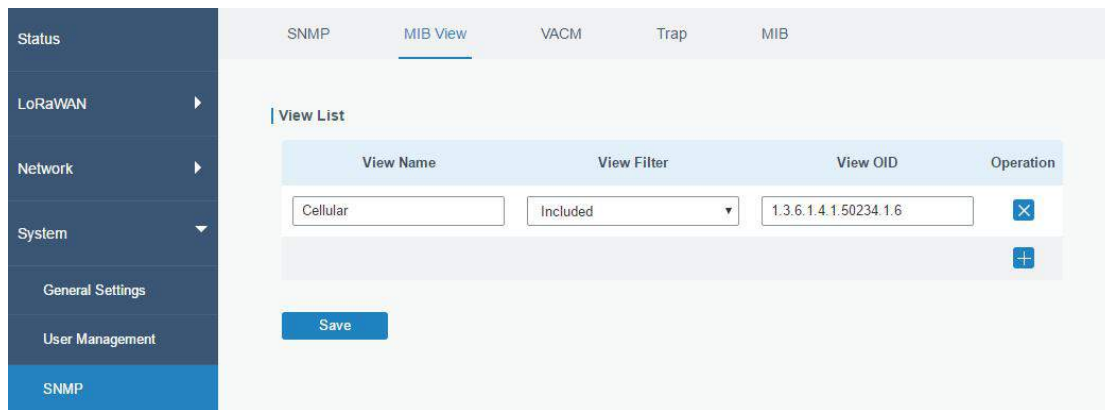 Status
LoRaWAN
Network
System
General Settings
User Management
SNMP
SNMP MIB View VACM Trap MIB
View List
View Name View Filter View OID Operation
Cellular Included 1.3.6.1.4.1.50234.1.6
Save